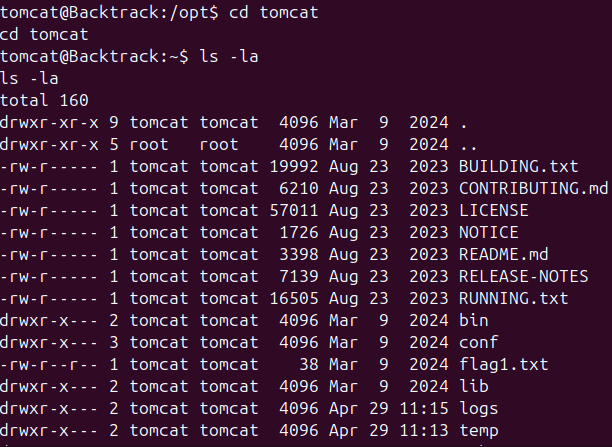 tomcat@Backtrack:/opt$ cd tomcat
cd tomcat
tomcat@Backtrack:~$ ls -la
ls -la
total 160
drwxr-xr-x 9 tomcat tomcat  4096 Mar  9  2024 .
drwxr-xr-x 5 root   root    4096 Mar  9  2024 ..
-rw-r----- 1 tomcat tomcat 19992 Aug 23  2023 BUILDING.txt
-rw-r----- 1 tomcat tomcat  6210 Aug 23  2023 CONTRIBUTING.md
-rw-r----- 1 tomcat tomcat 57011 Aug 23  2023 LICENSE
-rw-r----- 1 tomcat tomcat  1726 Aug 23  2023 NOTICE
-rw-r----- 1 tomcat tomcat  3398 Aug 23  2023 README.md
-rw-r----- 1 tomcat tomcat  7139 Aug 23  2023 RELEASE-NOTES
-rw-r----- 1 tomcat tomcat 16505 Aug 23  2023 RUNNING.txt
drwxr-x--- 2 tomcat tomcat  4096 Mar  9  2024 bin
drwxr-x--- 3 tomcat tomcat  4096 Mar  9  2024 conf
-rw-r--r-- 1 tomcat tomcat    38 Mar  9  2024 flag1.txt
drwxr-x--- 2 tomcat tomcat  4096 Mar  9  2024 lib
drwxr-x--- 2 tomcat tomcat  4096 Apr 29 11:15 logs
drwxr-x--- 2 tomcat tomcat  4096 Apr 29 11:13 temp